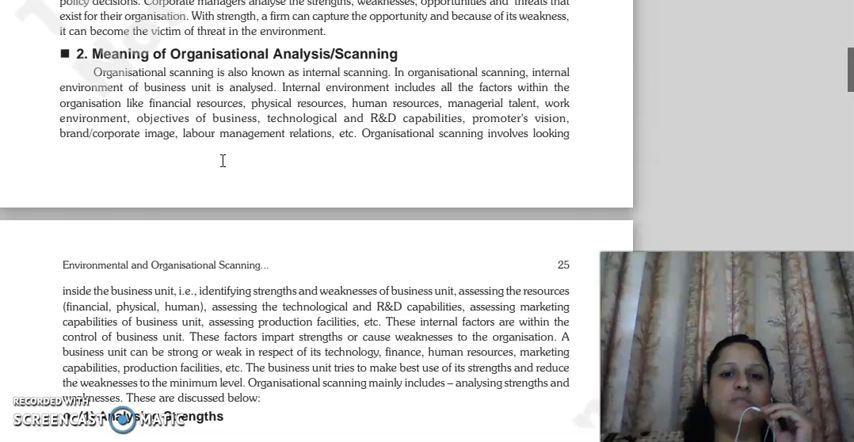 policy decisions. Corporate managers analyse the strengths, weaknesses, opportunities and threats that
exist for their organisation. With strength, a firm can capture the opportunity and because of its weakness,
it can become the victim of threat in the environment.
■ 2. Meaning of Organisational Analysis/Scanning
Organisational scanning is also known as internal scanning. In organisational scanning, internal
environment of business unit is analysed. Internal environment includes all the factors within the
organisation like financial resources, physical resources, human resources, managerial talent, work
environment, objectives of business, technological and R&D capabilities, promoter's vision,
brand/corporate image, labour management relations, etc. Organisational scanning involves looking
Environmental and Organisational Scanning... 25
inside the business unit, i.e., identifying strengths and weaknesses of business unit, assessing the resources
(financial, physical, human), assessing the technological and R&D capabilities, assessing marketing
capabilities of business unit, assessing production facilities, etc. These internal factors are within the
control of business unit. These factors impart strengths or cause weaknesses to the organisation. A
business unit can be strong or weak in respect of its technology, finance, human resources, marketing
capabilities, production facilities, etc. The business unit tries to make best use of its strengths and reduce
the weaknesses to the minimum level. Organisational scanning mainly includes – analysing strengths and
weaknesses. These are discussed below:
RECORDED WITH
SCREENCAST MATIC
(1) Analysing Strengths